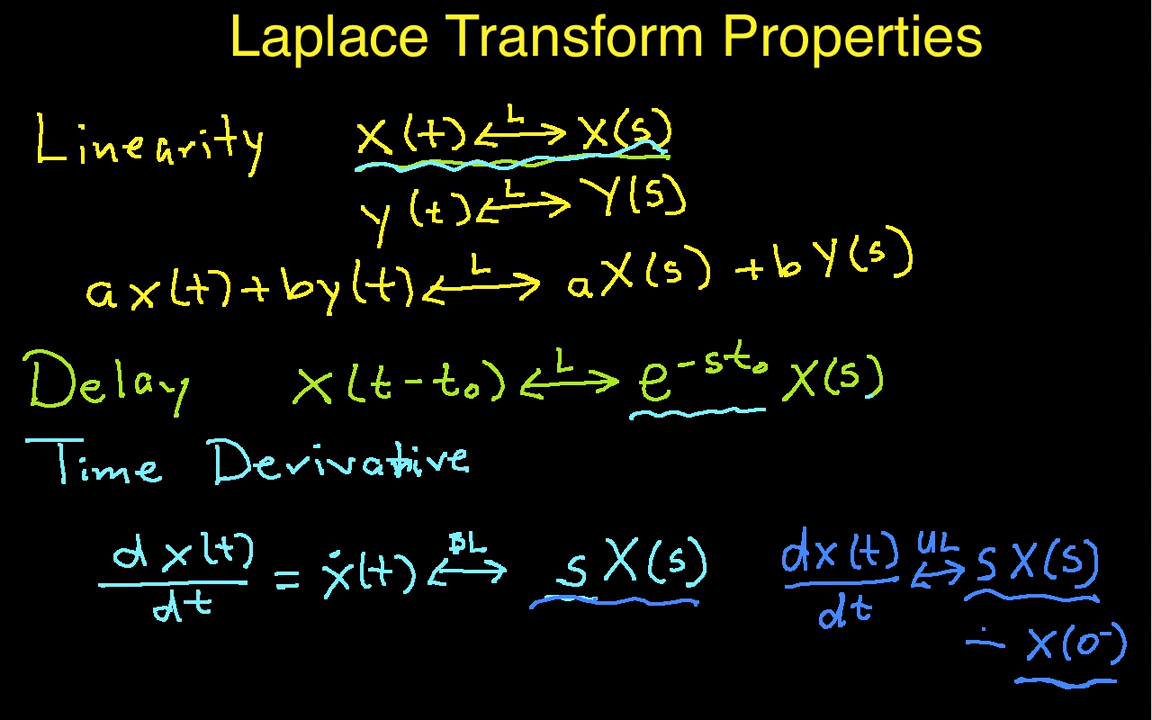 Laplace Transform Properties
Linearity x(t) ⟷ᴸ X(s)
y(t) ⟷ᴸ Y(s)
ax(t)+by(t) ⟷ᴸ aX(s) +bY(s)
Delay x(t-t₀) ⟷ᴸ e^{-st₀} X(s)
Time Derivative
dx(t)/dt = ẋ(t) ⟷ᴮᴸ sX(s) dx(t)/dt ⟷ᵁᴸ sX(s)
- x(0⁻)